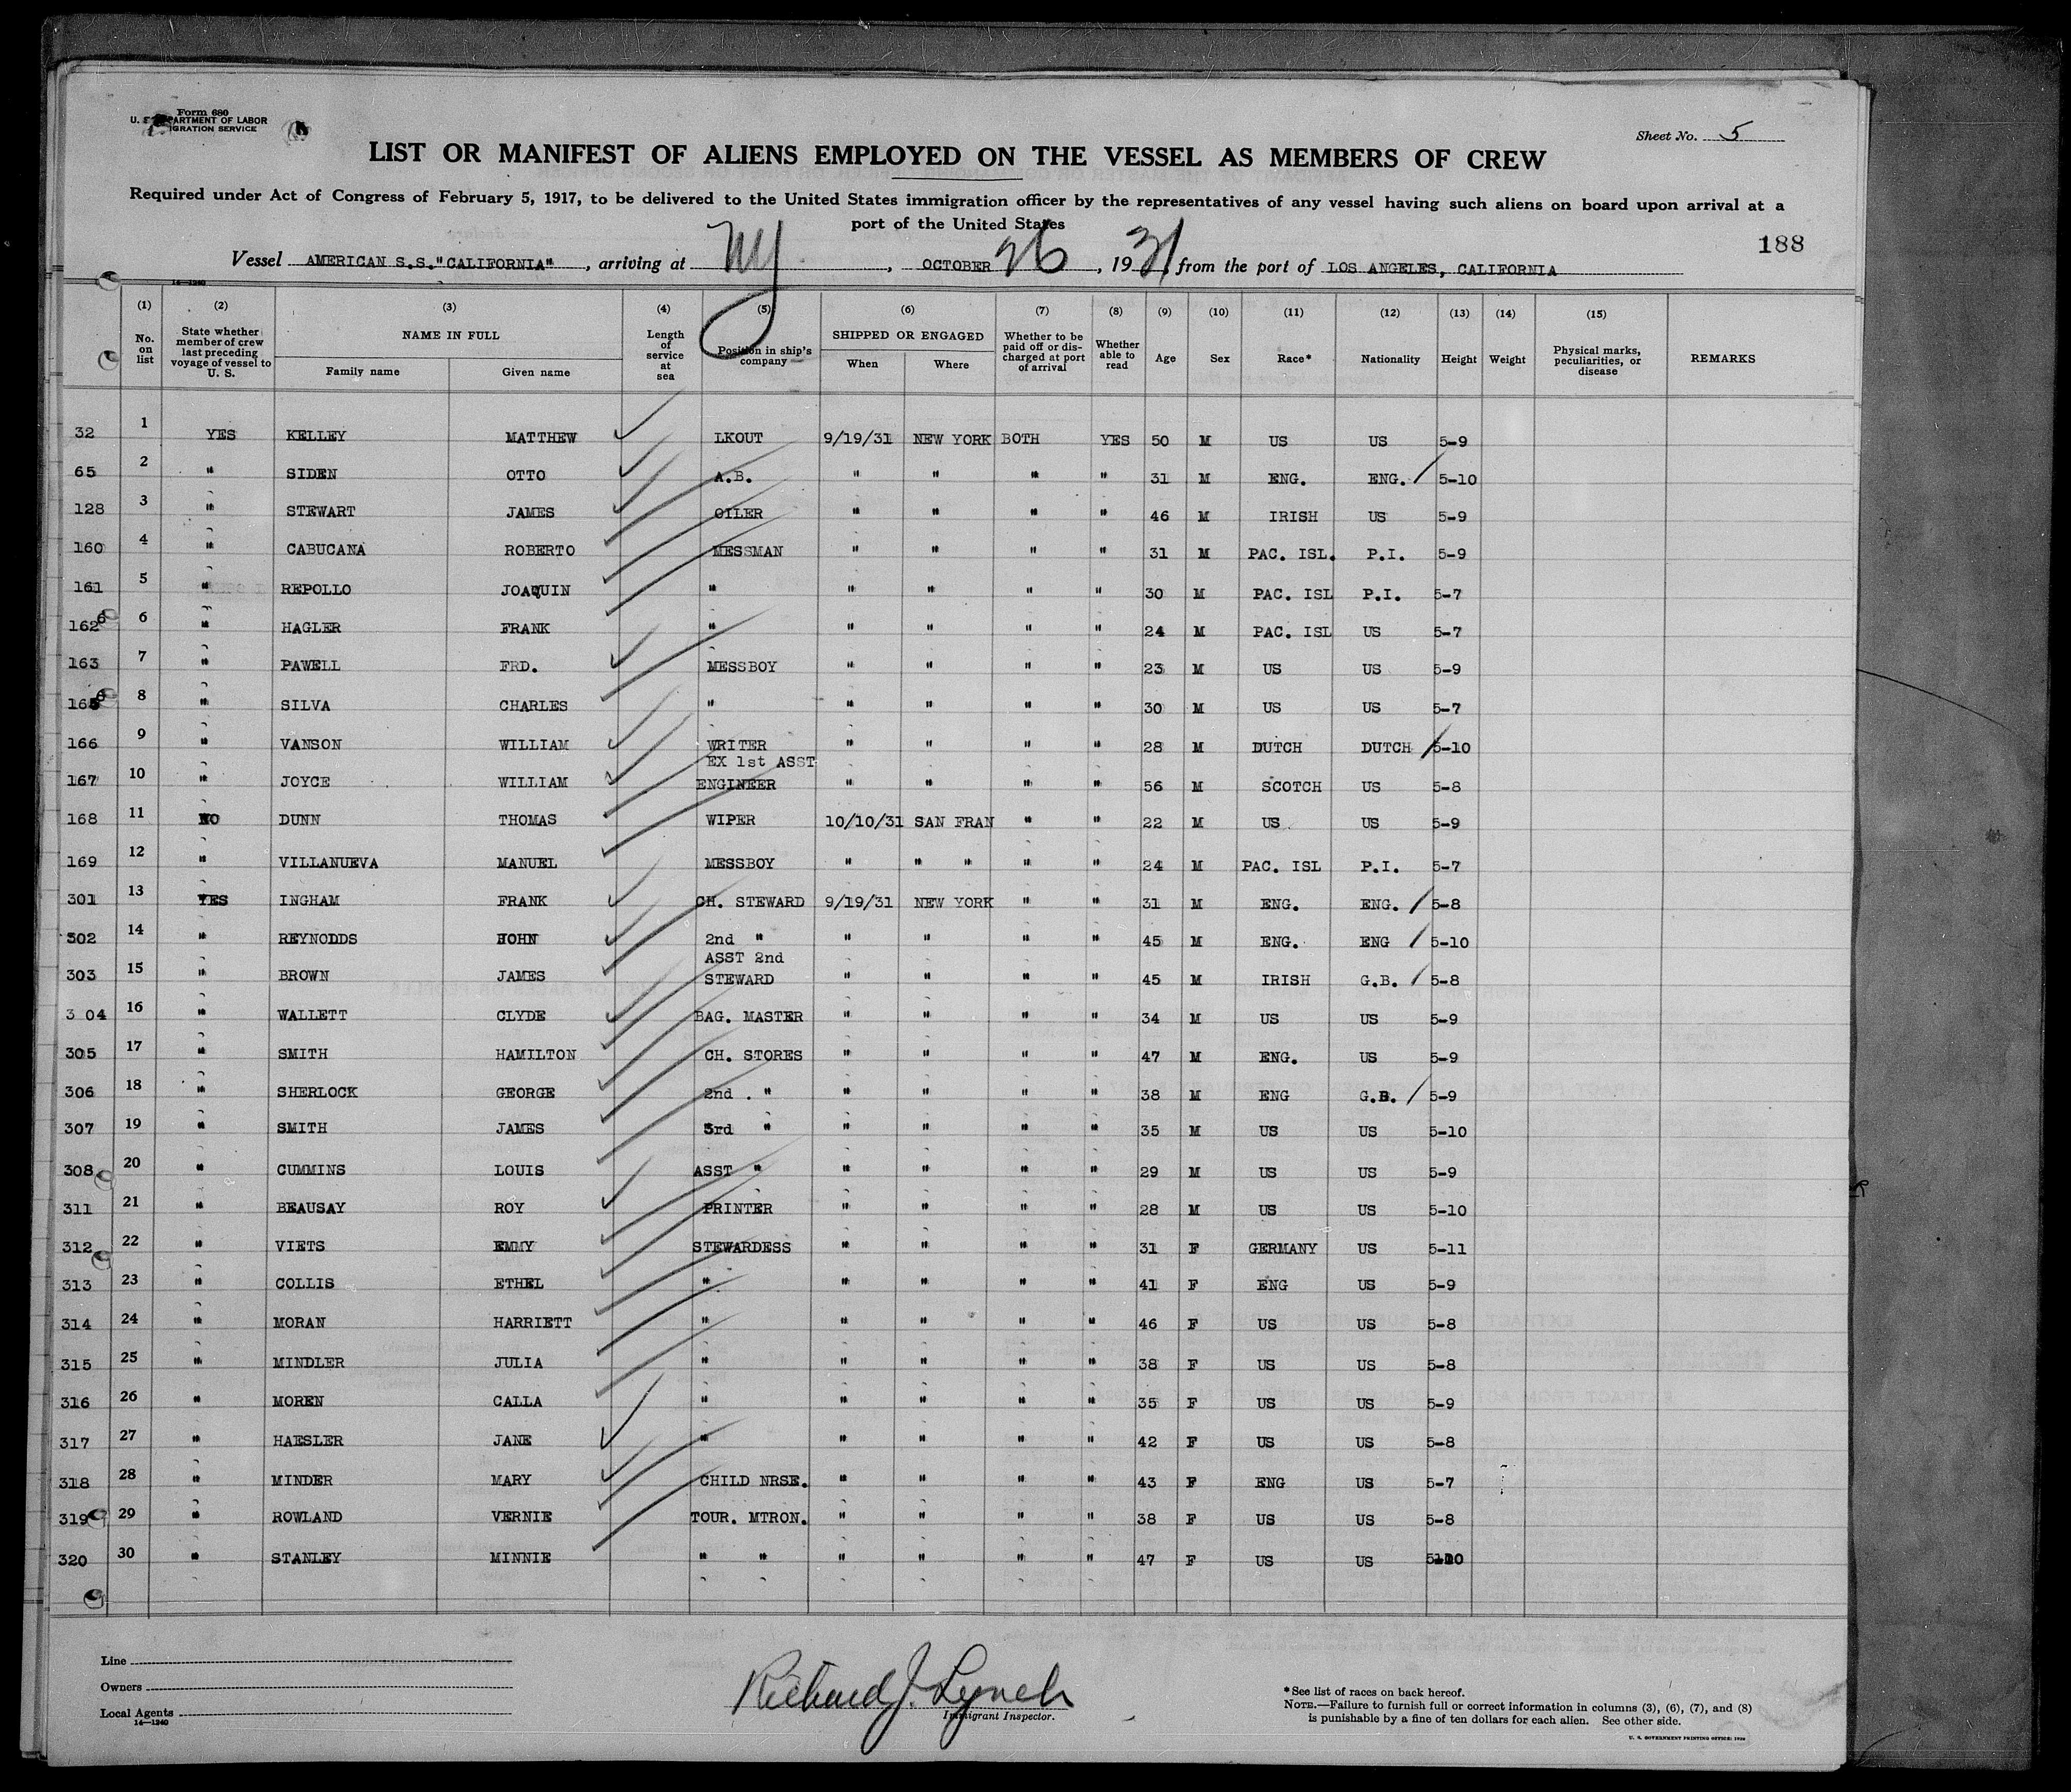 Form 680
U. S. DEPARTMENT OF LABOR
IMMIGRATION SERVICE
Sheet No. 5
LIST OR MANIFEST OF ALIENS EMPLOYED ON THE VESSEL AS MEMBERS OF CREW
Required under Act of Congress of February 5, 1917, to be delivered to the United States immigration officer by the representatives of any vessel having such aliens on board upon arrival at a
port of the United States
188
Vessel AMERICAN S.S. "CALIFORNIA" , arriving at NY , OCTOBER 26 , 1931, from the port of LOS ANGELES, CALIFORNIA
14—1240
(1) (2) (3) (4) (5) (6) (7) (8) (9) (10) (11) (12) (13) (14) (15)
No. on list State whether member of crew last preceding voyage of vessel to U. S. NAME IN FULL Family name Given name Length of service at sea Position in ship's company SHIPPED OR ENGAGED When Where Whether to be paid off or discharged at port of arrival Whether able to read Age Sex Race* Nationality Height Weight Physical marks, peculiarities, or disease REMARKS
32 1 YES KELLEY MATTHEW LKOUT 9/19/31 NEW YORK BOTH YES 50 M US US 5-9
65 2 " SIDEN OTTO A.B. " " " " 31 M ENG. ENG. 5-10
128 3 " STEWART JAMES OILER " " " " 46 M IRISH US 5-9
160 4 " CABUCANA ROBERTO MESSMAN " " " " 31 M PAC. ISL. P.I. 5-9
161 5 " REPOLLO JOAQUIN " " " " " 30 M PAC. ISL P.I. 5-7
162 6 " HAGLER FRANK " " " " " 24 M PAC. ISL US 5-7
163 7 " PAWELL FRD. MESSBOY " " " " 23 M US US 5-9
165 8 " SILVA CHARLES " " " " " 30 M US US 5-7
166 9 " VANSON WILLIAM WRITER " " " " 28 M DUTCH DUTCH 5-10
EX 1st ASST
167 10 " JOYCE WILLIAM ENGINEER " " " " 56 M SCOTCH US 5-8
168 11 NO DUNN THOMAS WIPER 10/10/31 SAN FRAN " " 22 M US US 5-9
169 12 " VILLANUEVA MANUEL MESSBOY " " " " " 24 M PAC. ISL P.I. 5-7
301 13 YES INGHAM FRANK CH. STEWARD 9/19/31 NEW YORK " " 31 M ENG. ENG. 5-8
302 14 " REYNODDS JOHN 2nd " " " " " 45 M ENG. ENG 5-10
ASST 2nd
303 15 " BROWN JAMES STEWARD " " " " 45 M IRISH G.B. 5-8
3 04 16 " WALLETT CLYDE BAG. MASTER " " " " 34 M US US 5-9
305 17 " SMITH HAMILTON CH. STORES " " " " 47 M ENG. US 5-9
306 18 " SHERLOCK GEORGE 2nd . " " " " " 38 M ENG G.B. 5-9
307 19 " SMITH JAMES 3rd " " " " " 35 M US US 5-10
308 20 " CUMMINS LOUIS ASST " " " " " 29 M US US 5-9
311 21 " BEAUSAY ROY PRINTER " " " " 28 M US US 5-10
312 22 " VIETS EMMY STEWARDESS " " " " 31 F GERMANY US 5-11
313 23 " COLLIS ETHEL " " " " " 41 F ENG US 5-9
314 24 " MORAN HARRIETT " " " " " 46 F US US 5-8
315 25 " MINDLER JULIA " " " " " 38 F US US 5-8
316 26 " MOREN CALLA " " " " " 35 F US US 5-9
317 27 " HAESLER JANE " " " " " 42 F US US 5-8
318 28 " MINDER MARY CHILD NRSE. " " " " 43 F ENG US 5-7
319 29 " ROWLAND VERNIE TOUR. MTRON. " " " " 38 F US US 5-8
320 30 " STANLEY MINNIE " " " " " " 47 F US US
Line
Owners
Local Agents
14—1240
Richard J. Lynch
Immigrant Inspector.
*See list of races on back hereof.
NOTE.—Failure to furnish full or correct information in columns (3), (6), (7), and (8)
is punishable by a fine of ten dollars for each alien. See other side.
U. S. GOVERNMENT PRINTING OFFICE: 1930